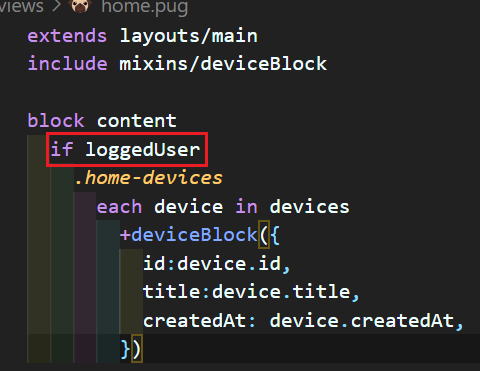 views > home.pug
extends layouts/main
include mixins/deviceBlock
block content
if loggedUser
.home-devices
each device in devices
+deviceBlock({
id:device.id,
title:device.title,
createdAt: device.createdAt,
})